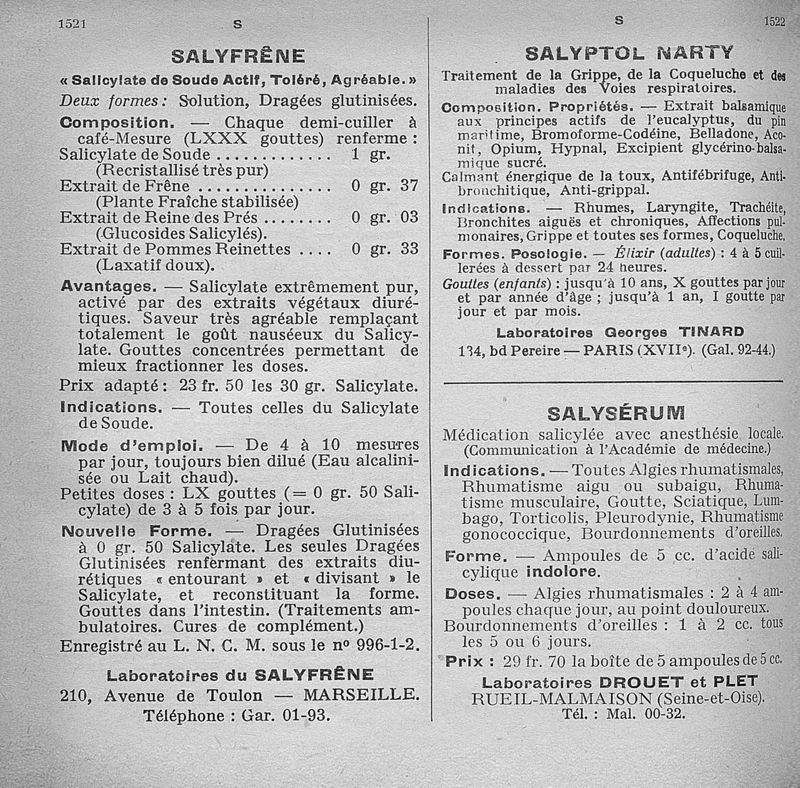 1521
S
SALYFRÊNE
« Salicylate de Soude Actif, Toléré, Agréable. »
Deux formes : Solution, Dragées glutinisées.
Composition. — Chaque demi-cuiller à
café-Mesure (LXXX gouttes) renferme :
Salicylate de Soude ............. 1 gr.
(Recristallisé très pur)
Extrait de Frêne ............... 0 gr. 37
(Plante Fraîche stabilisée)
Extrait de Reine des Prés ........ 0 gr. 03
(Glucosides Salicylés).
Extrait de Pommes Reinettes .... 0 gr. 33
(Laxatif doux).
Avantages. — Salicylate extrêmement pur,
activé par des extraits végétaux diuré-
tiques. Saveur très agréable remplaçant
totalement le goût nauséeux du Salicy-
late. Gouttes concentrées permettant de
mieux fractionner les doses.
Prix adapté : 23 fr. 50 les 30 gr. Salicylate.
Indications. — Toutes celles du Salicylate
de Soude.
Mode d'emploi. — De 4 à 10 mesures
par jour, toujours bien dilué (Eau alcalini-
sée ou Lait chaud).
Petites doses : LX gouttes (= 0 gr. 50 Sali-
cylate) de 3 à 5 fois par jour.
Nouvelle Forme. — Dragées Glutinisées
à 0 gr. 50 Salicylate. Les seules Dragées
Glutinisées renfermant des extraits diu-
rétiques « entourant » et « divisant » le
Salicylate, et reconstituant la forme.
Gouttes dans l'intestin. (Traitements am-
bulatoires. Cures de complément.)
Enregistré au L. N. C. M. sous le nº 996-1-2.
Laboratoires du SALYFRÊNE
210, Avenue de Toulon — MARSEILLE.
Téléphone : Gar. 01-93.
S
1522
SALYPTOL NARTY
Traitement de la Grippe, de la Coqueluche et des
maladies des Voies respiratoires.
Composition. Propriétés. — Extrait balsamique
aux principes actifs de l'eucalyptus, du pin
maritime, Bromoforme-Codéine, Belladone, Aco-
nit, Opium, Hypnal, Excipient glycérino-balsa-
mique sucré.
Calmant énergique de la toux, Antifébrifuge, Anti-
bronchitique, Anti-grippal.
Indications. — Rhumes, Laryngite, Trachéite,
Bronchites aiguës et chroniques, Affections pul-
monaires, Grippe et toutes ses formes, Coqueluche.
Formes. Posologie. — Élixir (adultes) : 4 à 5 cuil-
lerées à dessert par 24 heures.
Gouttes (enfants) : jusqu'à 10 ans, X gouttes par jour
et par année d'âge ; jusqu'à 1 an, I goutte par
jour et par mois.
Laboratoires Georges TINARD
134, bd Pereire — PARIS (XVIIe). (Gal. 92-44.)
SALYSÉRUM
Médication salicylée avec anesthésie locale.
(Communication à l'Académie de médecine.)
Indications. — Toutes Algies rhumatismales,
Rhumatisme aigu ou subaigu, Rhuma-
tisme musculaire, Goutte, Sciatique, Lum-
bago, Torticolis, Pleurodynie, Rhumatisme
gonococcique, Bourdonnements d'oreilles.
Forme. — Ampoules de 5 cc. d'acide sali-
cylique indolore.
Doses. — Algies rhumatismales : 2 à 4 am-
poules chaque jour, au point douloureux.
Bourdonnements d'oreilles : 1 à 2 cc. tous
les 5 ou 6 jours.
Prix : 29 fr. 70 la boîte de 5 ampoules de 5 cc.
Laboratoires DROUET et PLET
RUEIL-MALMAISON (Seine-et-Oise).
Tél. : Mal. 00-32.